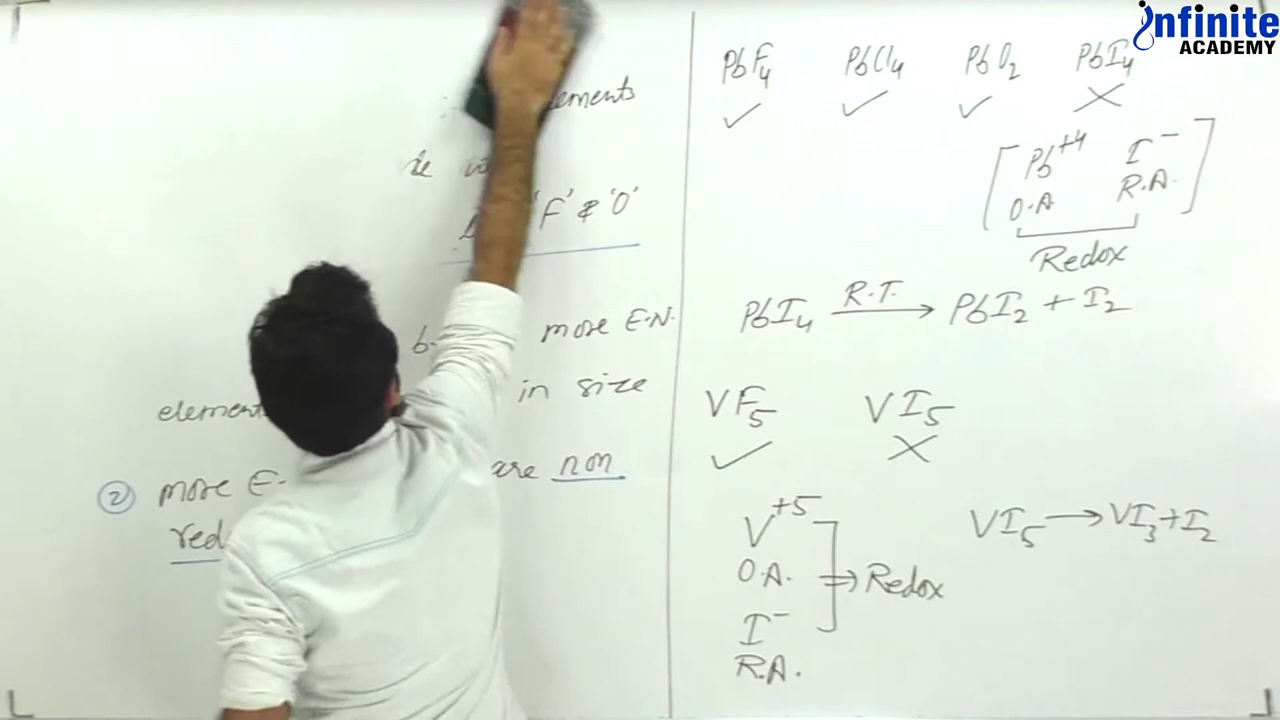 infinite
ACADEMY
ements
'F' & 'O'
more E.N.
element
in size
② more E-
are non
red
PbF₄ PbCl₄ PbO₂ PbI₄
✓ ✓ ✓ ✗
[Pb⁺⁴ I⁻]
O.A R.A.
Redox
PbI₄ R.T. → PbI₂ + I₂
VF₅ VI₅
✓ ✗
V⁺⁵
O.A. ⇒ Redox
I⁻
R.A.
VI₅ → VI₃ + I₂